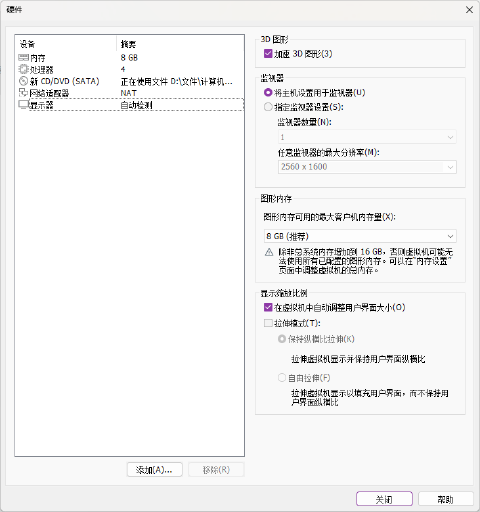 硬件
设备 摘要
内存 8 GB
处理器 4
新 CD/DVD (SATA) 正在使用文件 D:\文件\计算机...
网络适配器 NAT
显示器 自动检测
添加(A)... 移除(R)
3D 图形
加速 3D 图形(3)
监视器
将主机设置用于监视器(U)
指定监视器设置(S):
监视器数量(N):
1
任意监视器的最大分辨率(M):
2560 x 1600
图形内存
图形内存可用的最大客户机内存量(X):
8 GB (推荐)
除非总系统内存增加到 16 GB，否则虚拟机可能无
法使用所有已配置的图形内存。可以在“内存设置”
页面中调整虚拟机的总内存。
显示缩放比例
在虚拟机中自动调整用户界面大小(O)
拉伸模式(T):
保持纵横比拉伸(K)
拉伸虚拟机显示并保持用户界面纵横比
自由拉伸(F)
拉伸虚拟机显示以填充用户界面，而不保持用
户界面纵横比
关闭 帮助